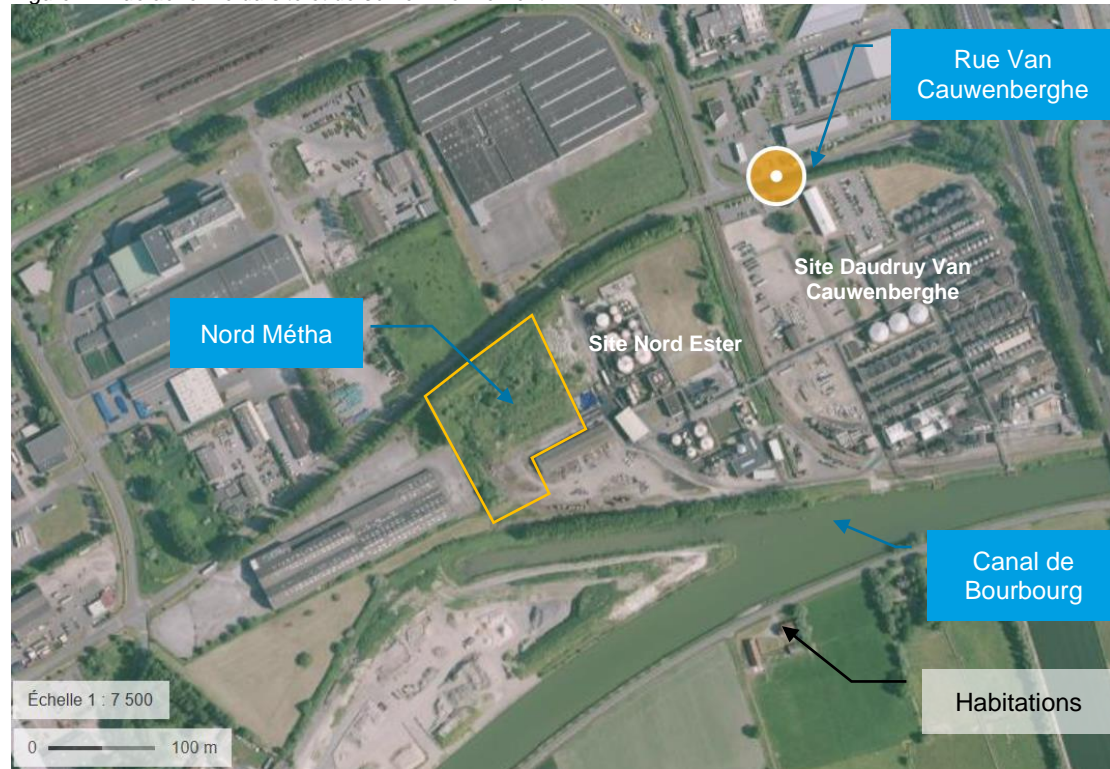 Rue Van
Cauwenberghe
Site Daudruy Van
Cauwenberghe
Nord Métha
Site Nord Ester
Canal de
Bourbourg
Habitations
Échelle 1 : 7 500
0 100 m